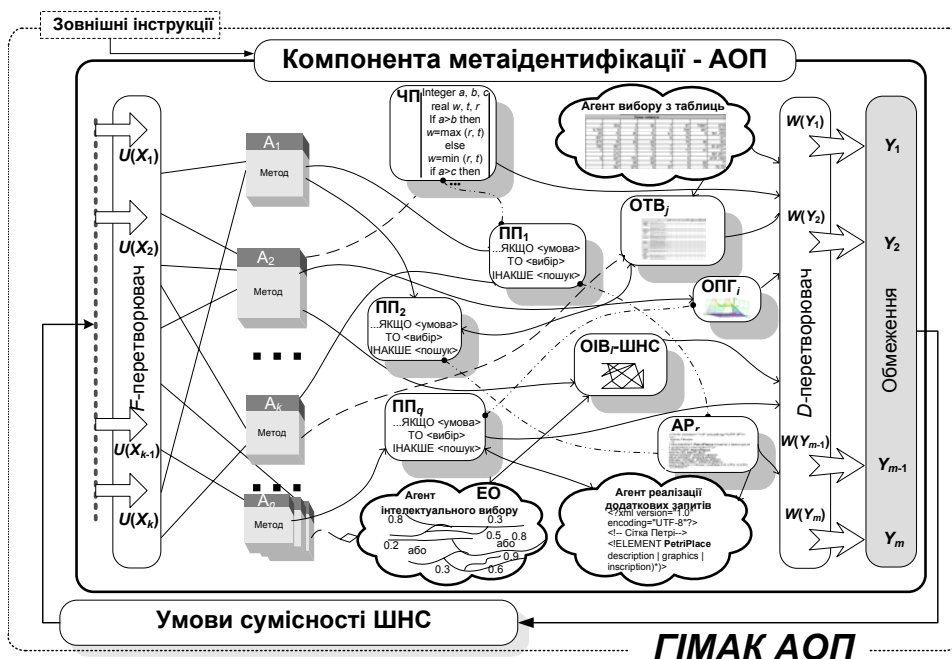 Зовнішні інструкції
Компонента метаідентифікації - АОП
U(X1)
U(X2)
U(Xk-1)
U(Xk)
F-перетворювач
A1
Метод
A2
Метод
Ak
Метод
An
Метод
ЧП
Integer a, b, c
real w, t, r
If a>b then
w=max (r, t)
else
w=min (r, t)
if a>c then
...
ПП1
...ЯКЩО <умова>
ТО <вибір>
ІНАКШЕ <пошук>
ПП2
...ЯКЩО <умова>
ТО <вибір>
ІНАКШЕ <пошук>
ППq
...ЯКЩО <умова>
ТО <вибір>
ІНАКШЕ <пошук>
Агент вибору з таблиць
ОТВj
ОПГi
ОІВl-ШНС
АРr
Агент
ЕО
інтелектуального вибору
0.8
0.3
0.5
0.8
0.2
або
або
0.9
0.3
0.6
Агент реалізації
додаткових запитів
<?xml version="1.0"
encoding="UTF-8"?>
<!-- Сітка Петрі-->
<!ELEMENT PetriPlace
description | graphics |
inscription)*)>
D-перетворювач
W(Y1)
W(Y2)
W(Ym-1)
W(Ym)
Y1
Y2
Ym-1
Ym
Обмеження
Умови сумісності ШНС
ГІМАК АОП